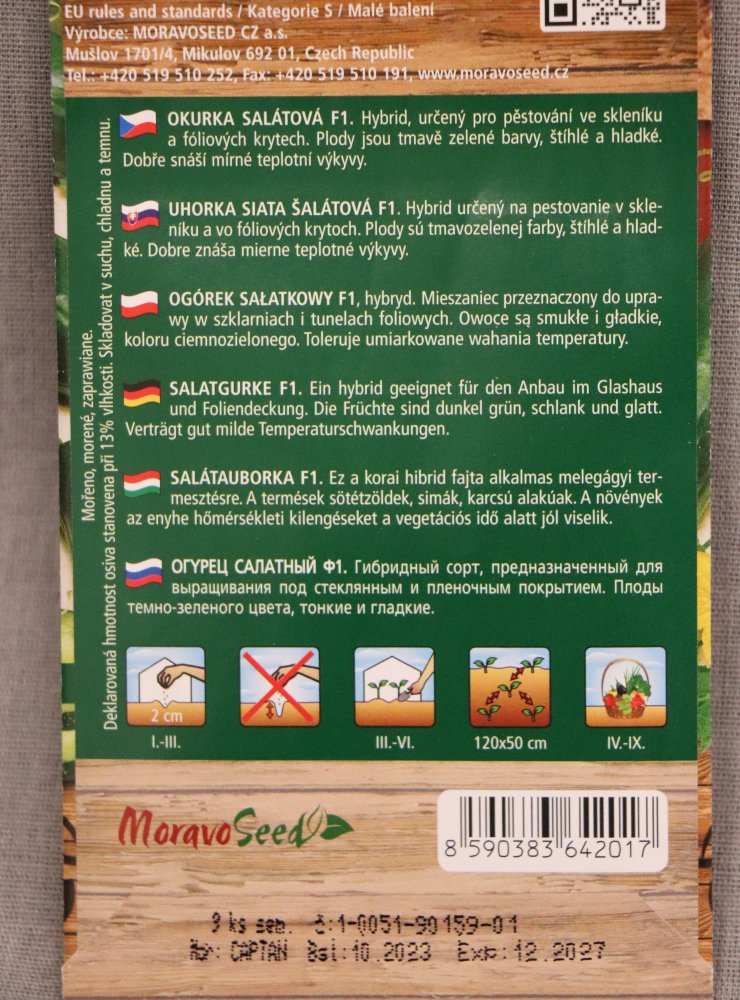 EU rules and standards / Kategorie S / Malé balení
Výrobce: MORAVOSEED CZ a.s.
Mušlov 1701/4, Mikulov 692 01, Czech Republic
Tel.: +420 519 510 252, Fax: +420 519 510 191, www.moravoseed.cz
OKURKA SALÁTOVÁ F1. Hybrid, určený pro pěstování ve skleníku
a fóliových krytech. Plody jsou tmavě zelené barvy, štíhlé a hladké.
Dobře snáší mírné teplotní výkyvy.
UHORKA SIATA ŠALÁTOVÁ F1. Hybrid určený na pestovanie v skle-
níku a vo fóliových krytoch. Plody sú tmavozelenej farby, štíhlé a hlad-
ké. Dobre znáša mierne teplotné výkyvy.
OGÓREK SAŁATKOWY F1, hybryd. Mieszaniec przeznaczony do upra-
wy w szklarniach i tunelach foliowych. Owoce są smukłe i gładkie,
koloru ciemnozielonego. Toleruje umiarkowane wahania temperatury.
SALATGURKE F1. Ein hybrid geeignet für den Anbau im Glashaus
und Foliendeckung. Die Früchte sind dunkel grün, schlank und glatt.
Verträgt gut milde Temperaturschwankungen.
SALÁTAUBORKA F1. Ez a korai hibrid fajta alkalmas melegágyi ter-
mesztésre. A termések sötétzöldek, simák, karcsú alakúak. A növények
az enyhe hőmérsékleti kilengéseket a vegetációs idő alatt jól viselik.
ОГУРЕЦ САЛАТНЫЙ Ф1. Гибридный сорт, предназначенный для
выращивания под стеклянным и пленочным покрытием. Плоды
темно-зеленого цвета, тонкие и гладкие.
Mořeno, morené, zaprawiane.
Deklarovaná hmotnost osiva stanovena při 13% vlhkosti. Skladovat v suchu, chladnu a temnu.
2 cm
I.-III.
III.-VI.
120x50 cm
IV.-IX.
MoravoSeed
8 590383 642017
9 ks sem. č:1-0051-90159-01
CAPTAN Bal:10.2023 Exp:12.2027